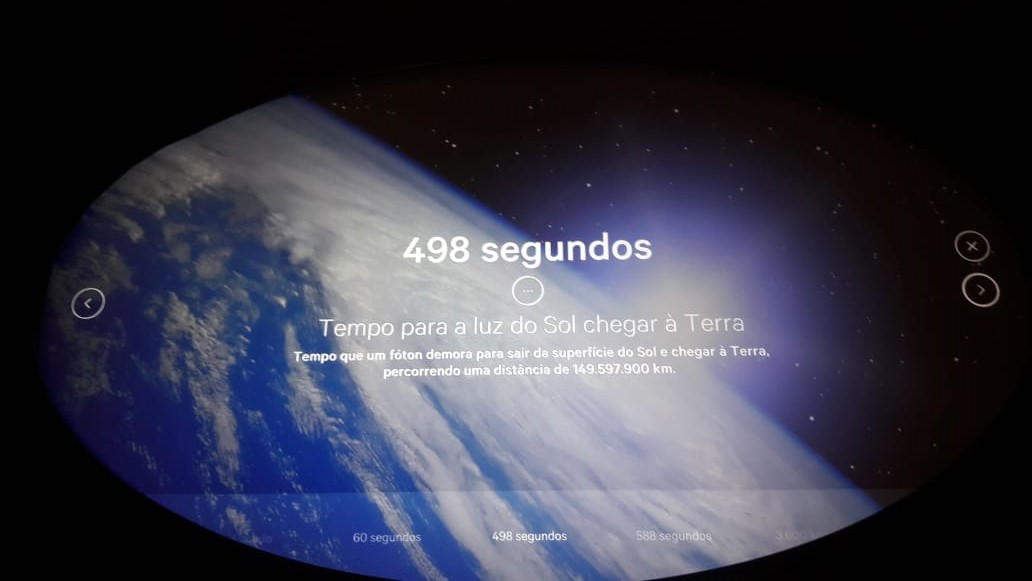 498 segundos
Tempo para a luz do Sol chegar à Terra
Tempo que um fóton demora para sair da superfície do Sol e chegar à Terra,
percorrendo uma distância de 149.597.900 km.
60 segundos 498 segundos 588 segundos